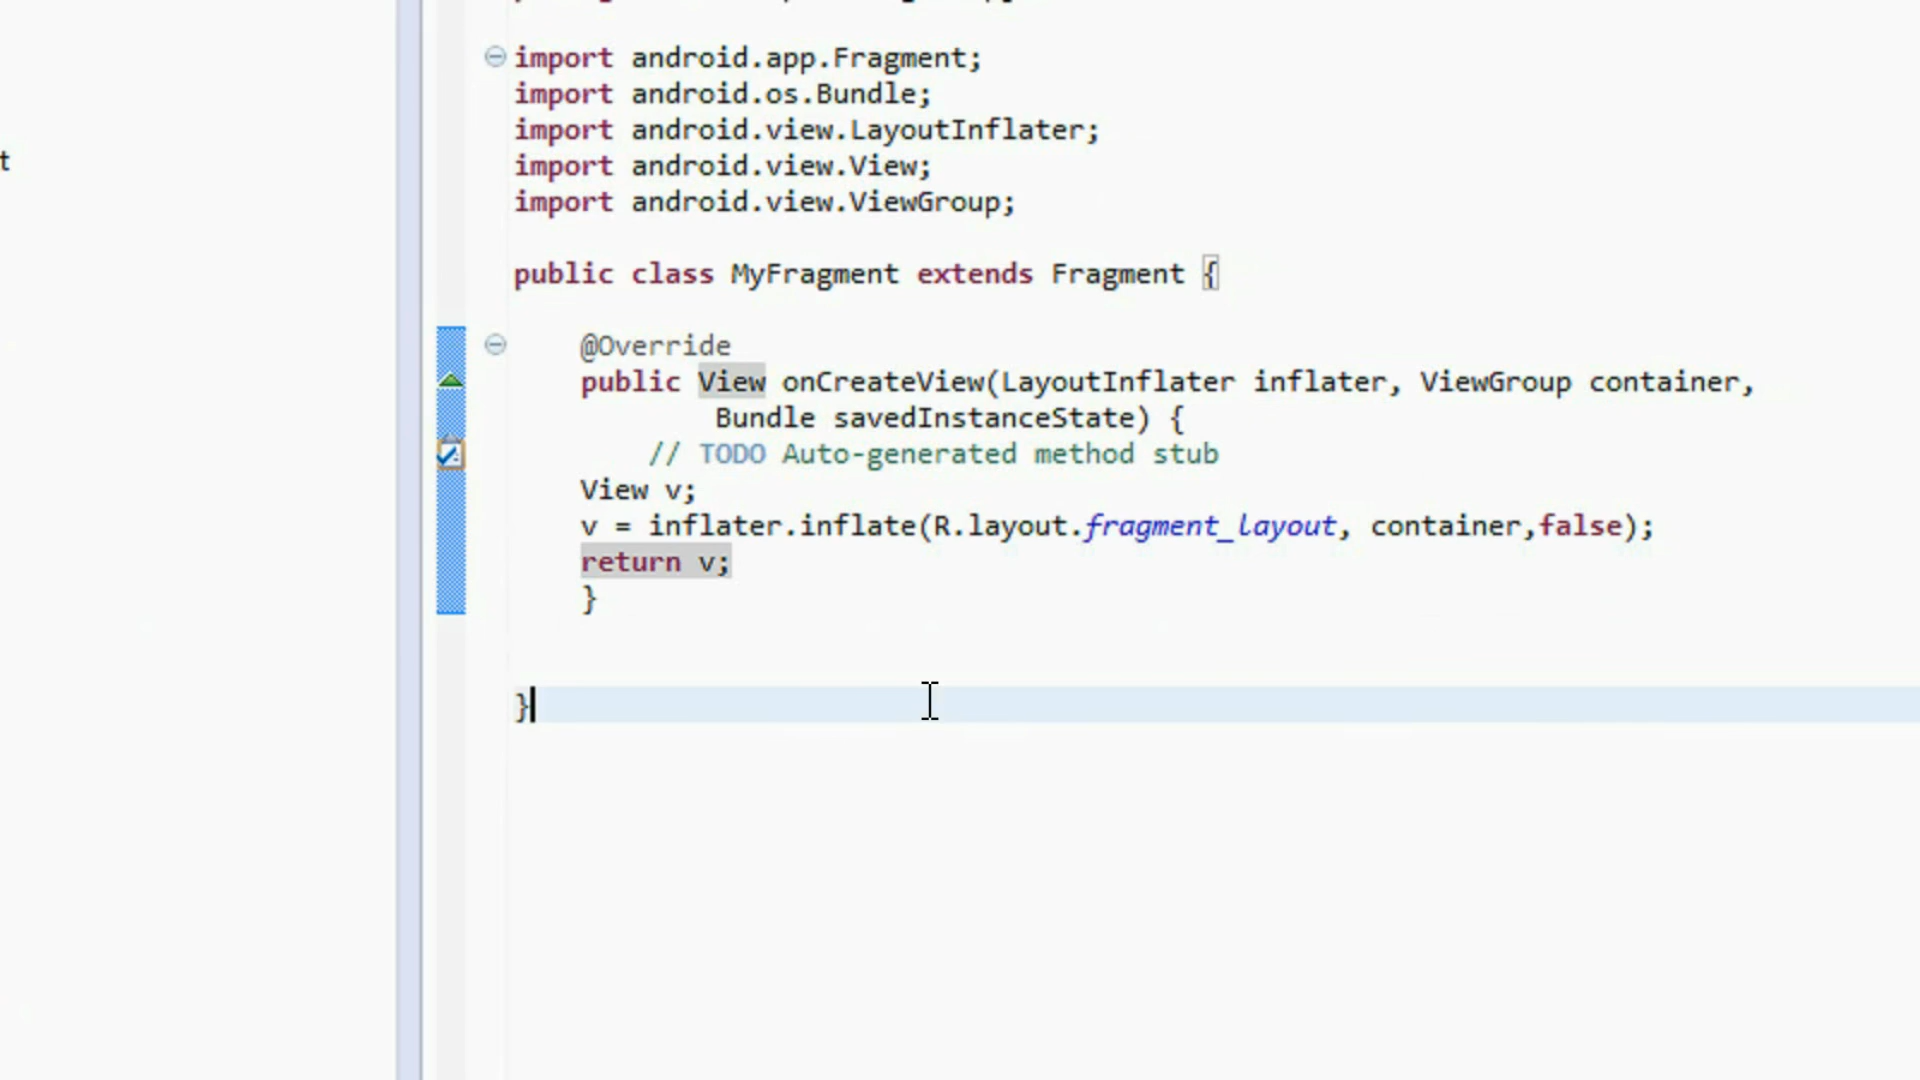 import android.app.Fragment;
import android.os.Bundle;
import android.view.LayoutInflater;
import android.view.View;
import android.view.ViewGroup;
public class MyFragment extends Fragment {
t
@Override
public View onCreateView(LayoutInflater inflater, ViewGroup container,
Bundle savedInstanceState) {
// TODO Auto-generated method stub
View v;
v = inflater.inflate(R.layout.fragment_layout, container,false);
return v;
}
}